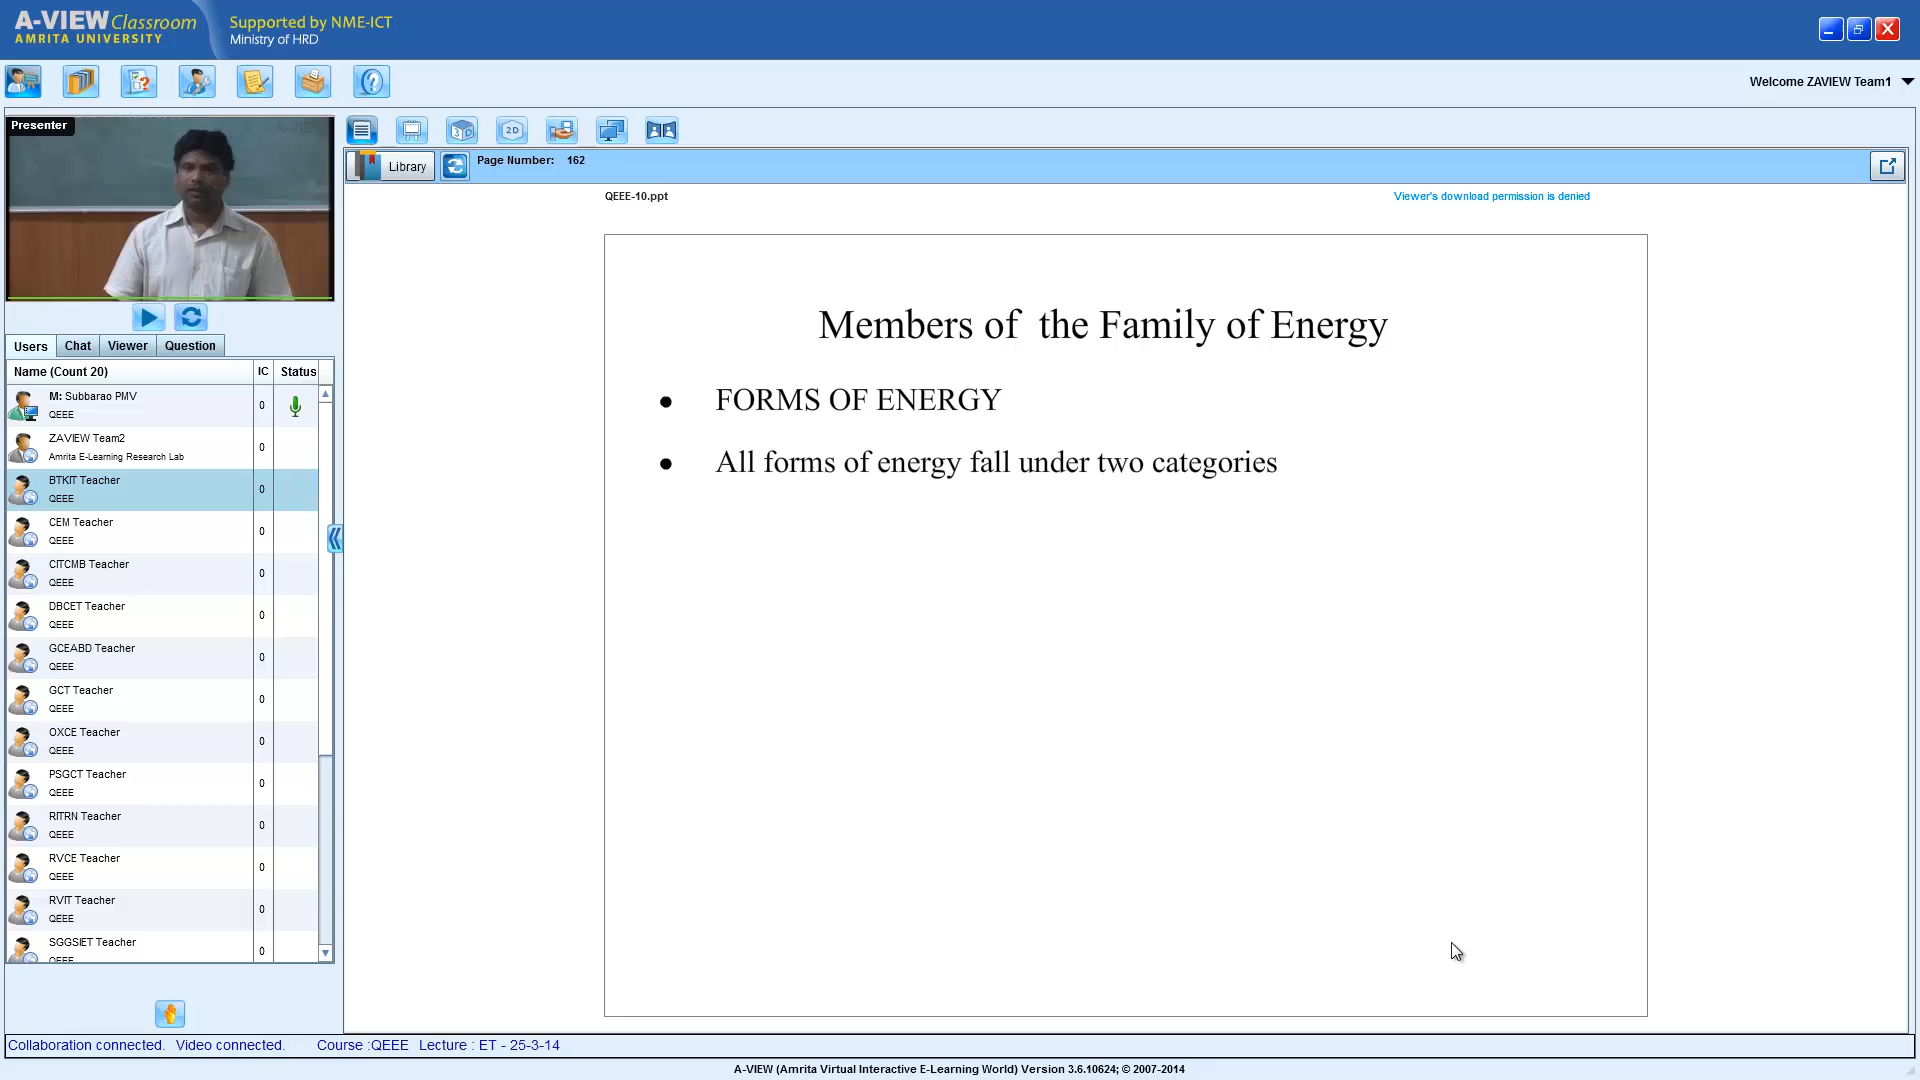 A-VIEW Classroom
AMRITA UNIVERSITY
Supported by NME-ICT
Ministry of HRD
Welcome ZAVIEW Team1
Presenter
3D
2D
Library
Page Number: 162
QEEE-10.ppt
Viewer's download permission is denied
Members of the Family of Energy
● FORMS OF ENERGY
● All forms of energy fall under two categories
Users Chat Viewer Question
Name (Count 20) IC Status
M: Subbarao PMV 0
QEEE
ZAVIEW Team2 0
Amrita E-Learning Research Lab
BTKIT Teacher 0
QEEE
CEM Teacher 0
QEEE
CITCMB Teacher 0
QEEE
DBCET Teacher 0
QEEE
GCEABD Teacher 0
QEEE
GCT Teacher 0
QEEE
OXCE Teacher 0
QEEE
PSGCT Teacher 0
QEEE
RITRN Teacher 0
QEEE
RVCE Teacher 0
QEEE
RVIT Teacher 0
QEEE
SGGSIET Teacher 0
QEEE
Collaboration connected. Video connected. Course :QEEE Lecture : ET - 25-3-14
A-VIEW (Amrita Virtual Interactive E-Learning World) Version 3.6.10624; © 2007-2014